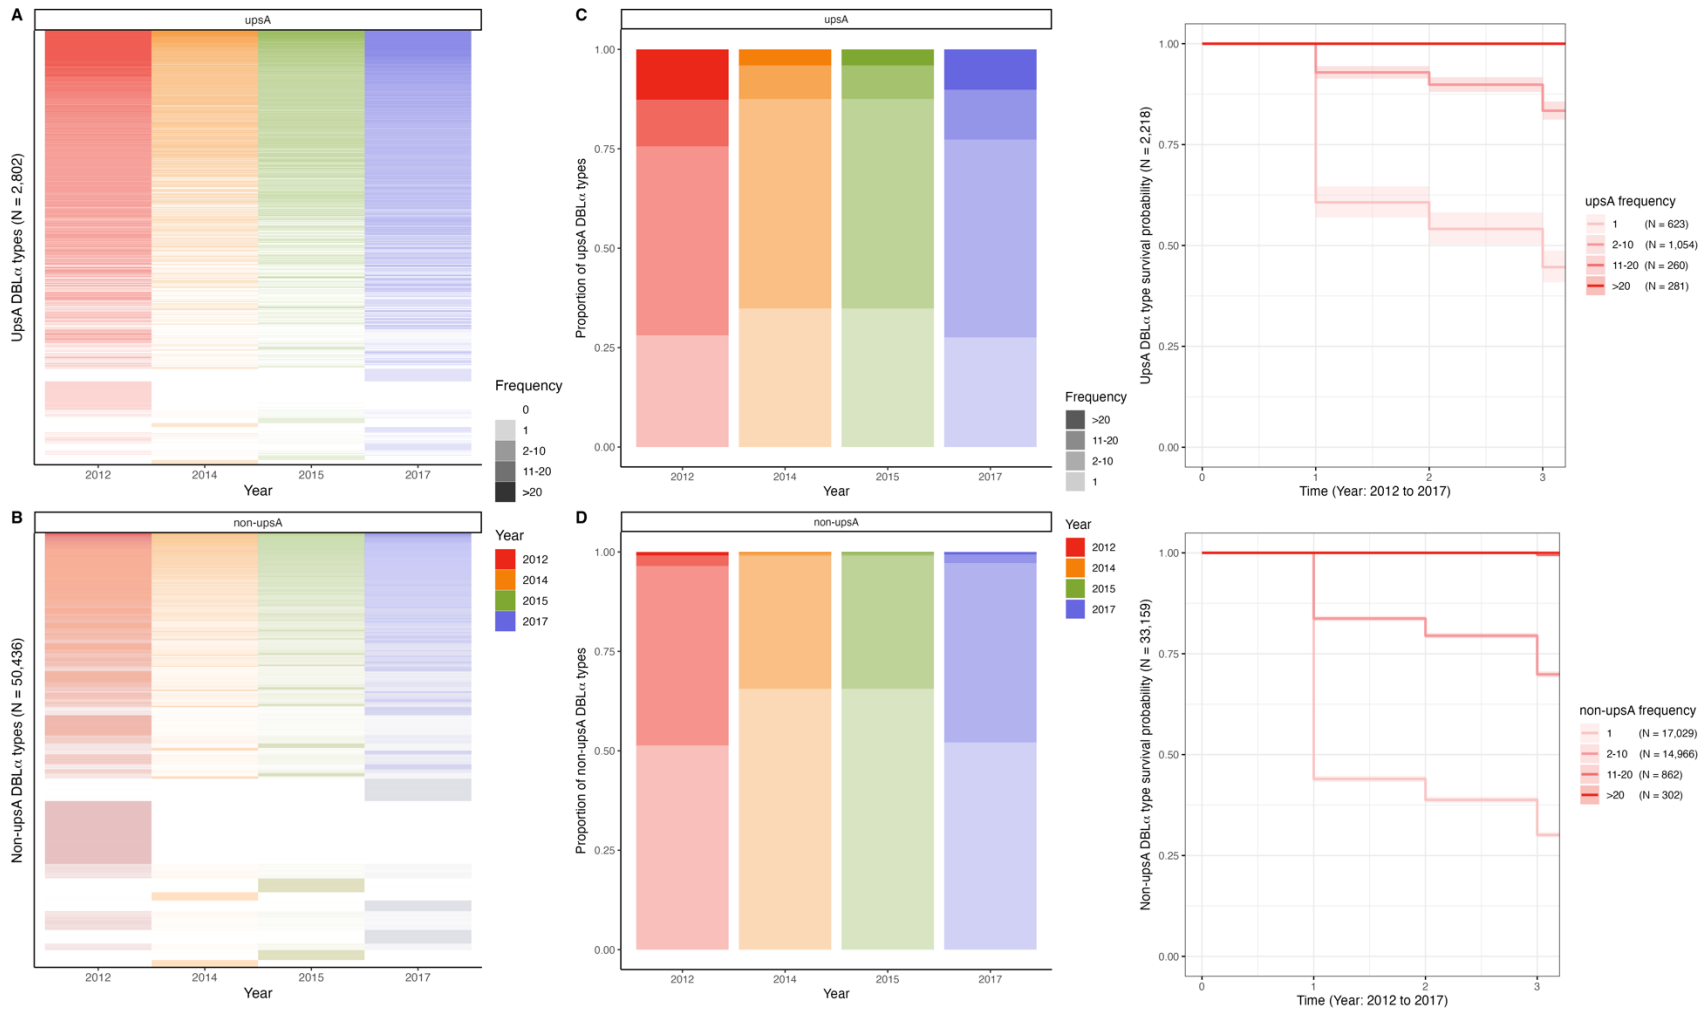 A
upsA
UpsA DBLα types (N = 2,802)
2012
2014
2015
2017
Year
Frequency
0
1
2-10
11-20
>20
B
non-upsA
Non-upsA DBLα types (N = 50,436)
2012
2014
2015
2017
Year
Year
2012
2014
2015
2017
C
upsA
Proportion of upsA DBLα types
1.00
0.75
0.50
0.25
0.00
2012
2014
2015
2017
Year
Frequency
>20
11-20
2-10
1
D
non-upsA
Proportion of non-upsA DBLα types
1.00
0.75
0.50
0.25
0.00
2012
2014
2015
2017
Year
Year
2012
2014
2015
2017
UpsA DBLα type survival probability (N = 2,218)
1.00
0.75
0.50
0.25
0.00
0
1
2
3
Time (Year: 2012 to 2017)
upsA frequency
1 (N = 623)
2-10 (N = 1,054)
11-20 (N = 260)
>20 (N = 281)
Non-upsA DBLα type survival probability (N = 33,159)
1.00
0.75
0.50
0.25
0.00
0
1
2
3
Time (Year: 2012 to 2017)
non-upsA frequency
1 (N = 17,029)
2-10 (N = 14,966)
11-20 (N = 862)
>20 (N = 302)